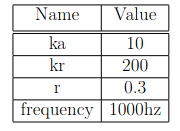 Name Value
ka 10
kr 200
r 0.3
frequency 1000hz